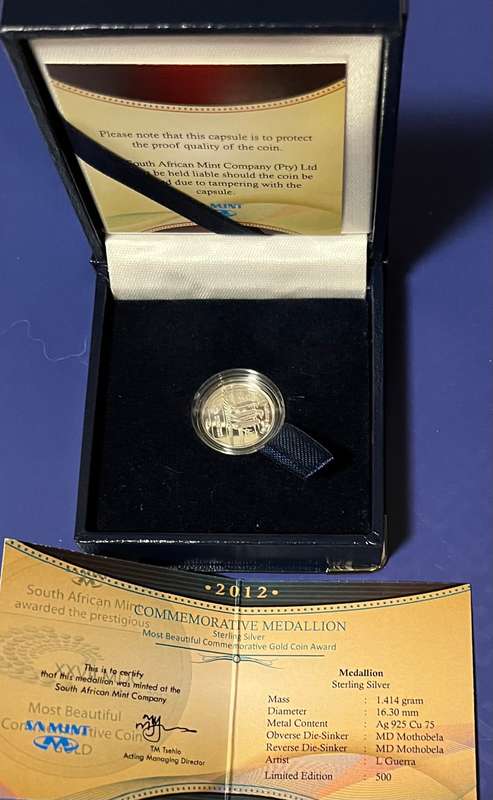 Please note that this capsule is to protect
the proof quality of the coin.
South African Mint Company (Pty) Ltd
be held liable should the coin be
due to tampering with the
capsule.
SA MINT
2012
South African Mint
awarded the prestigious
COMMEMORATIVE MEDALLION
Sterling Silver
Most Beautiful Commemorative Gold Coin Award
This is to certify
that this medallion was minted at the
South African Mint Company
Most Beautiful
Commemorative Coin
GOLD
SA MINT
TM Tsehlo
Acting Managing Director
Medallion
Sterling Silver
Mass : 1.414 gram
Diameter : 16.30 mm
Metal Content : Ag 925 Cu 75
Obverse Die-Sinker : MD Mothobela
Reverse Die-Sinker : MD Mothobela
Artist : L Guerra
Limited Edition : 500